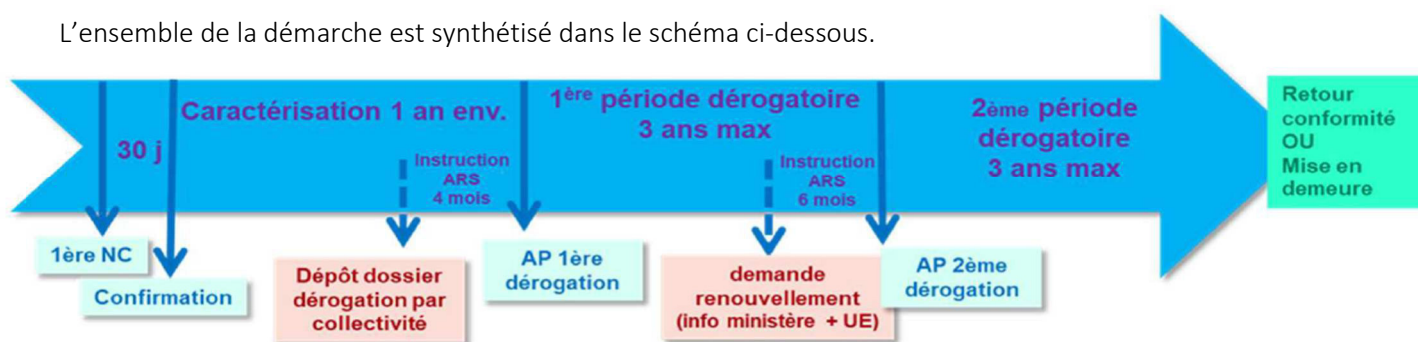 L’ensemble de la démarche est synthétisé dans le schéma ci-dessous.
30 j
Caractérisation 1 an env.
1ère période dérogatoire
3 ans max
2ème période
dérogatoire
3 ans max
Retour
conformité
OU
Mise en
demeure
Instruction
ARS
4 mois
Instruction
ARS
6 mois
1ère NC
Confirmation
Dépôt dossier
dérogation par
collectivité
AP 1ère
dérogation
demande
renouvellement
(info ministère + UE)
AP 2ème
dérogation